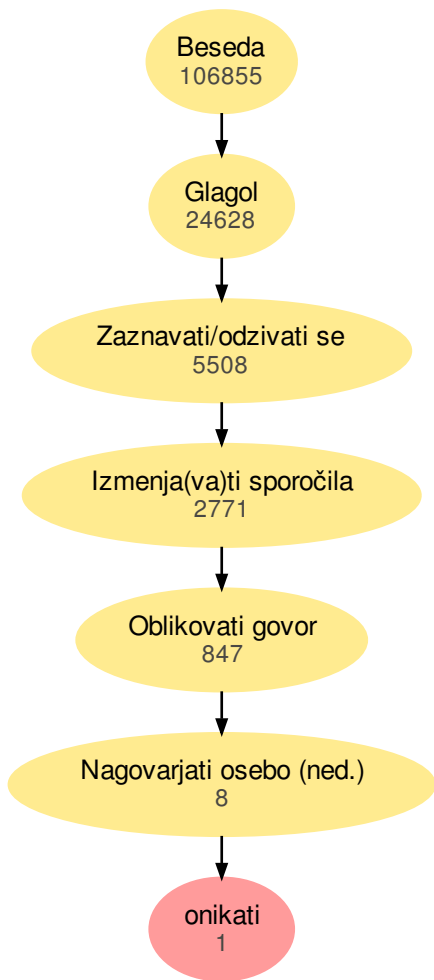 Beseda
106855
Glagol
24628
Zaznavati/odzivati se
5508
Izmenja(va)ti sporočila
2771
Oblikovati govor
847
Nagovarjati osebo (ned.)
8
onikati
1